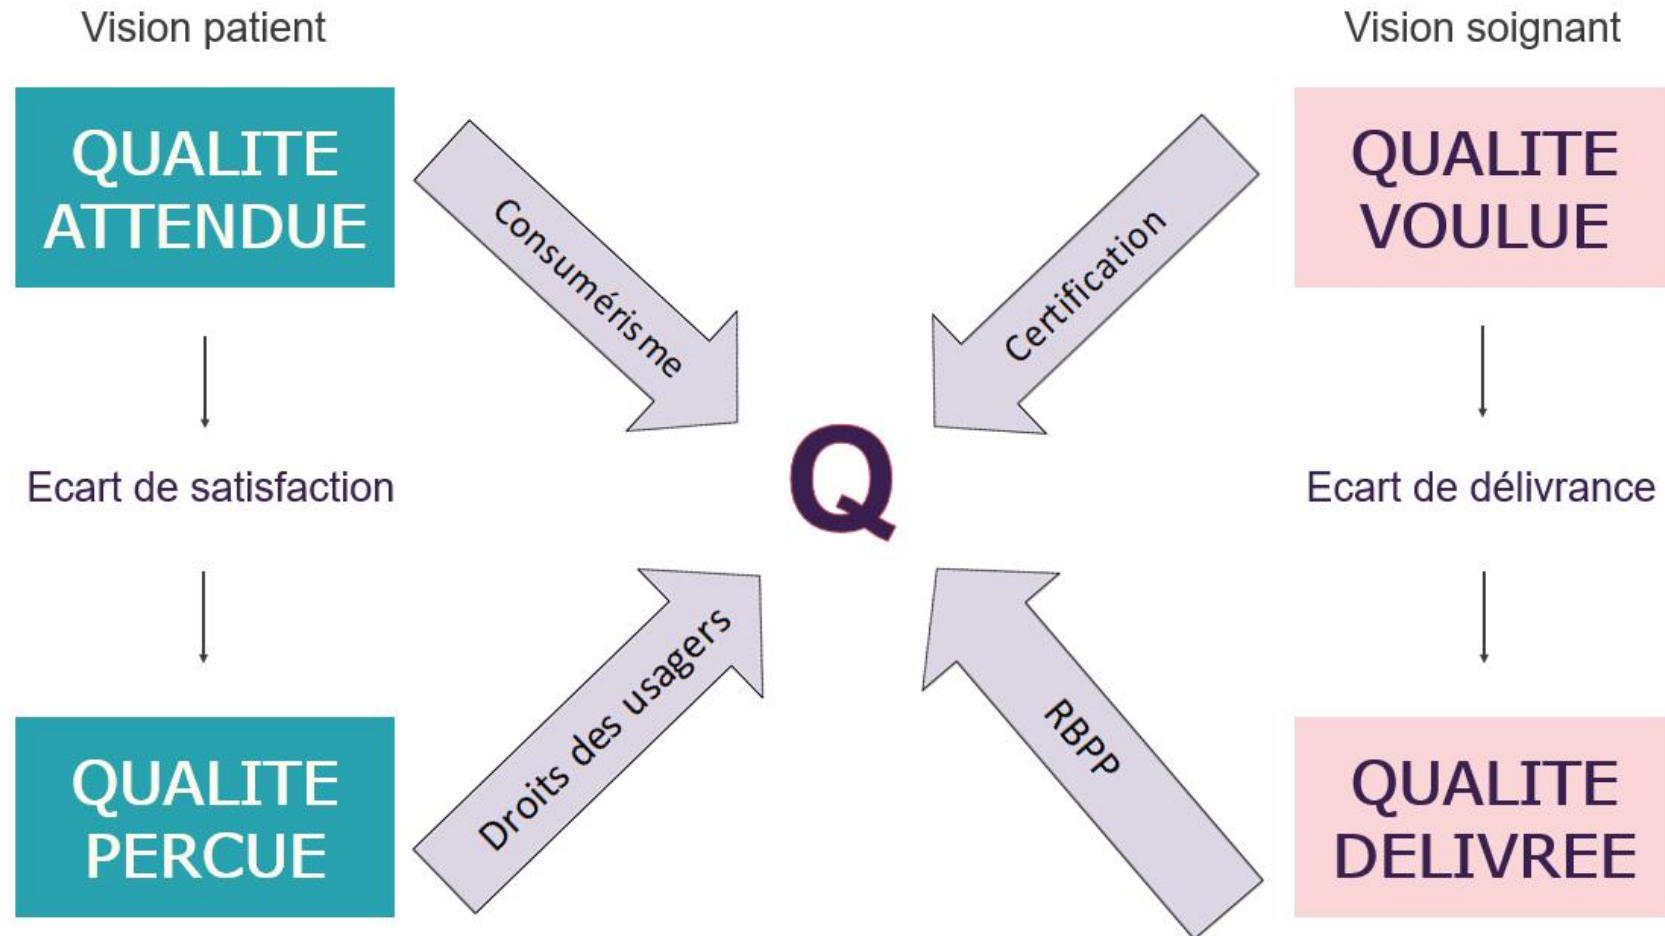 Vision patient
Vision soignant
QUALITE
ATTENDUE
QUALITE
VOULUE
Consumérisme
Certification
Ecart de satisfaction
Q
Ecart de délivrance
Droits des usagers
RBPP
QUALITE
PERCUE
QUALITE
DELIVREE